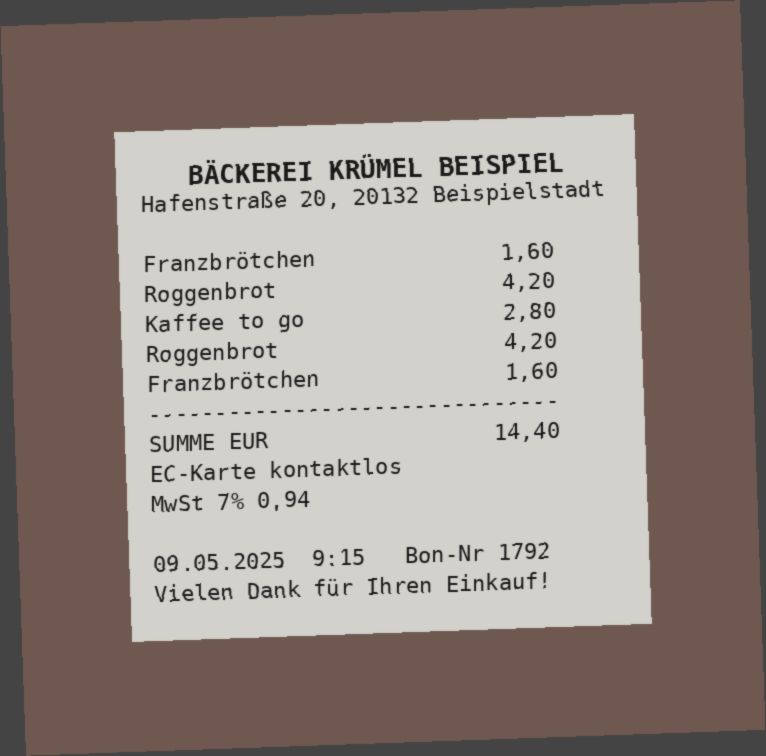 BÄCKEREI KRÜMEL BEISPIEL
Hafenstraße 20, 20132 Beispielstadt
Franzbrötchen 1,60
Roggenbrot 4,20
Kaffee to go 2,80
Roggenbrot 4,20
Franzbrötchen 1,60
-------------------------------
SUMME EUR 14,40
EC-Karte kontaktlos
MwSt 7% 0,94
09.05.2025 9:15 Bon-Nr 1792
Vielen Dank für Ihren Einkauf!